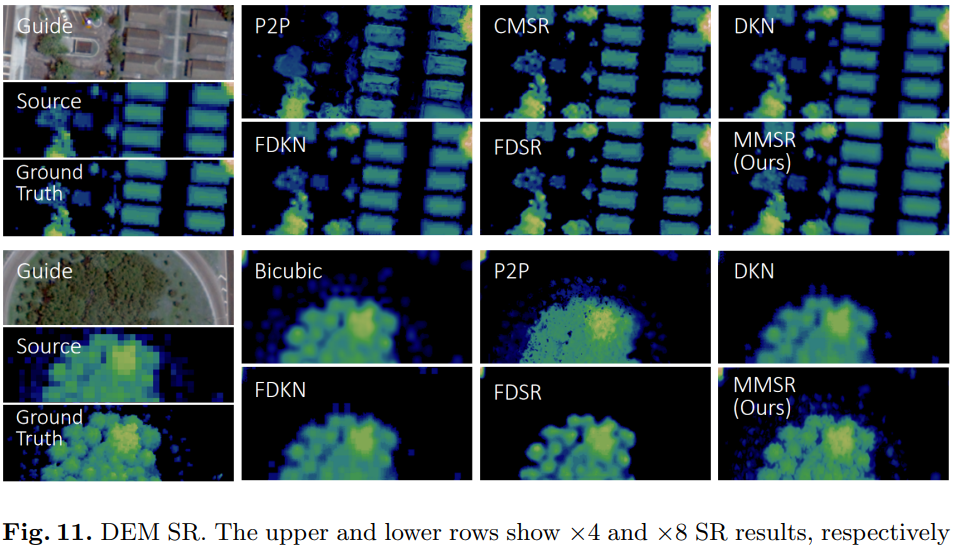 Guide
P2P
CMSR
DKN
Source
Ground
Truth
FDKN
FDSR
MMSR
(Ours)
Guide
Bicubic
P2P
DKN
Source
Ground
Truth
FDKN
FDSR
MMSR
(Ours)
Fig. 11. DEM SR. The upper and lower rows show ×4 and ×8 SR results, respectively